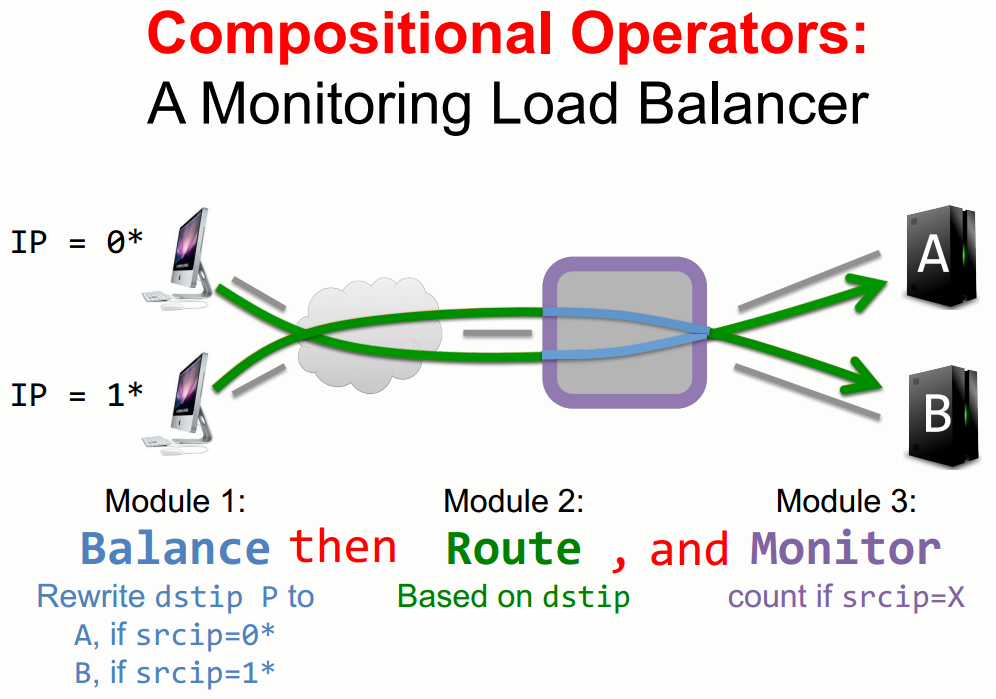 Compositional Operators:
A Monitoring Load Balancer
IP = 0*
A
IP = 1*
B
Module 1:
Module 2:
Module 3:
Balance then Route , and Monitor
Rewrite dstip P to
A, if srcip=0*
B, if srcip=1*
Based on dstip
count if srcip=X